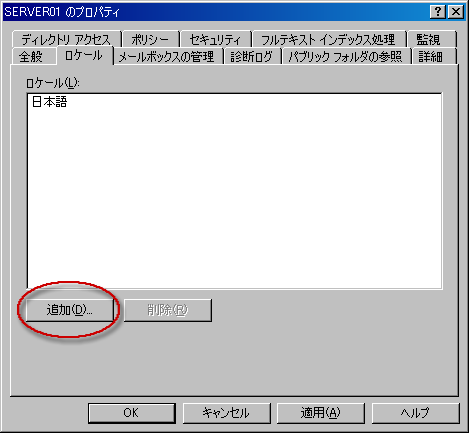 SERVER01 のプロパティ
ディレクトリ アクセス ポリシー セキュリティ フルテキスト インデックス処理 監視
全般 ロケール メールボックスの管理 診断ログ パブリック フォルダの参照 詳細
ロケール(L):
日本語
追加(D)... 削除(R)
OK キャンセル 適用(A) ヘルプ